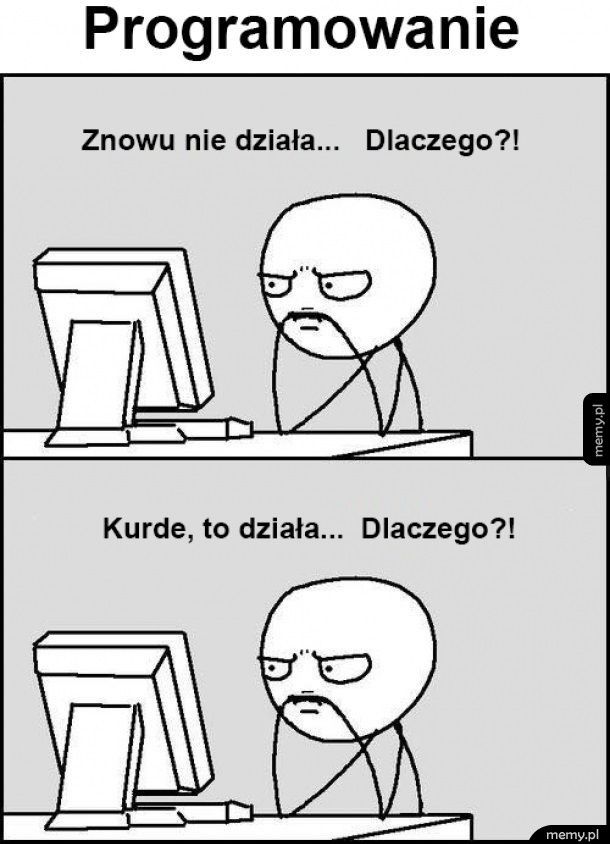 Programowanie
Znowu nie działa... Dlaczego?!
memy.pl
Kurde, to działa... Dlaczego?!
memy.pl